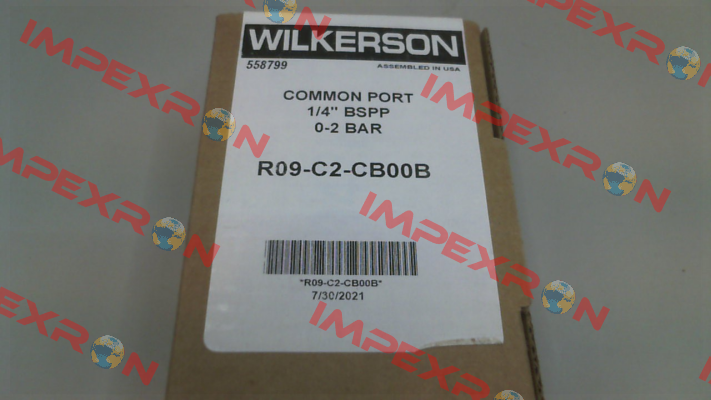 WILKERSON
558799
ASSEMBLED IN USA
COMMON PORT
1/4" BSPP
0-2 BAR
R09-C2-CB00B
*R09-C2-CB00B*
7/30/2021
IMPEXRON
IMPEXRON
IMPEXRON
IMPEXRON
IMPEXRON
IMPEXRON